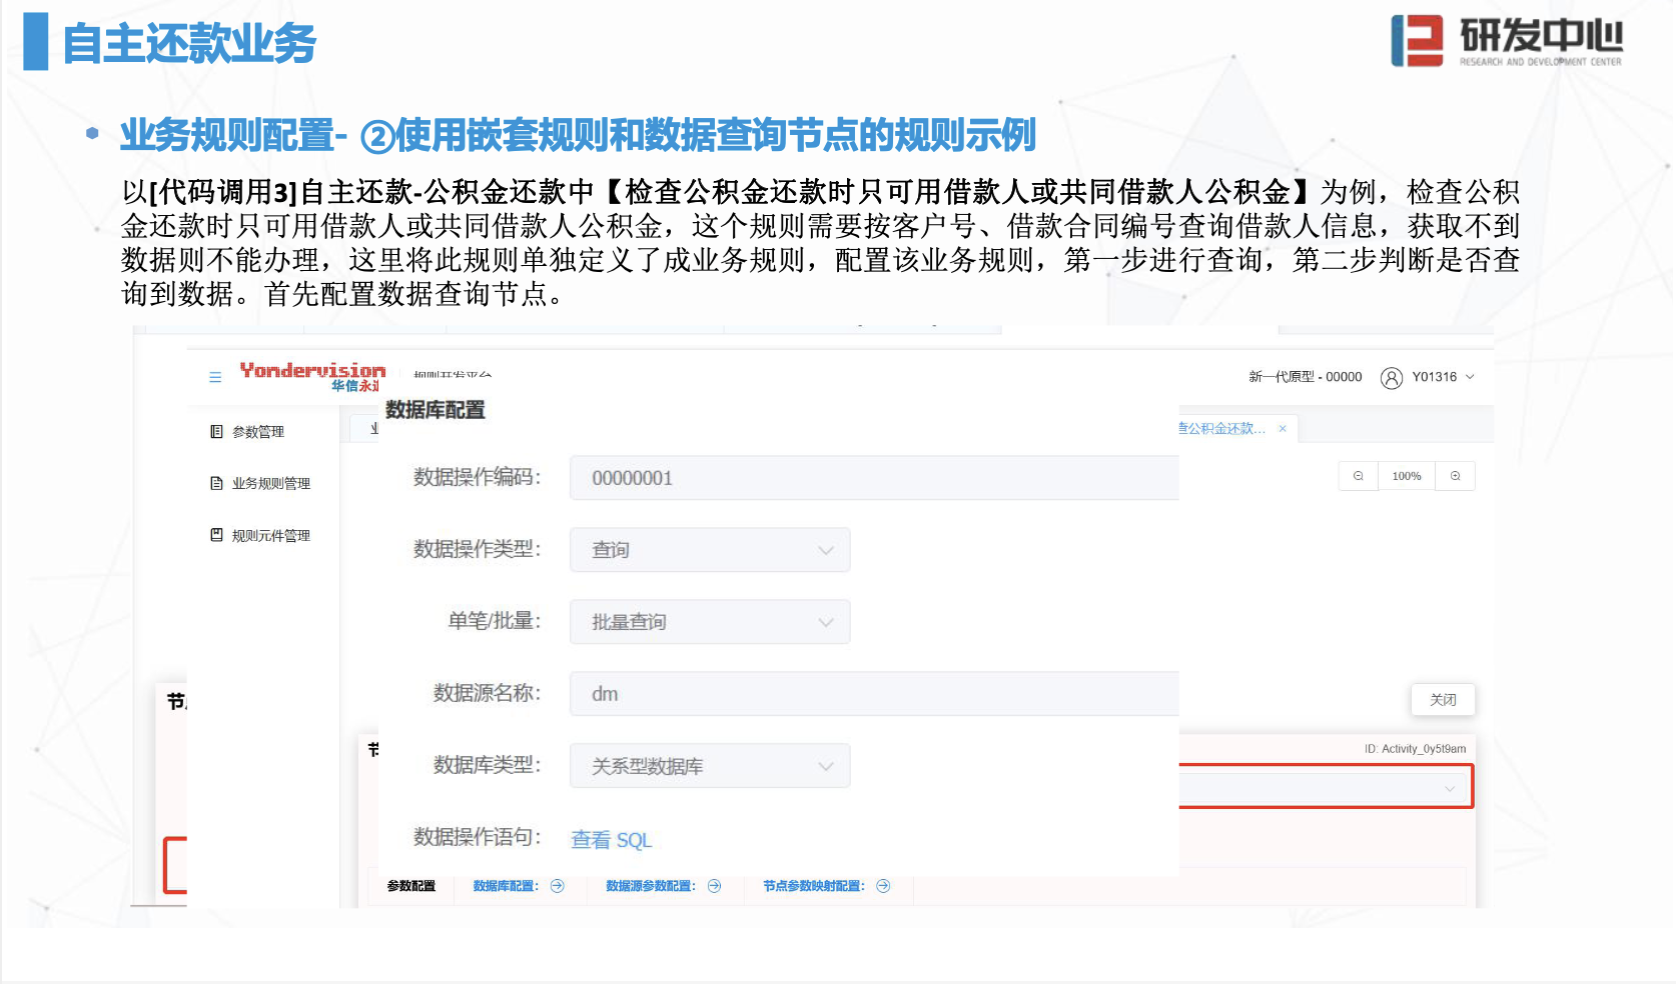 自主还款业务
研发中心
RESEARCH AND DEVELOPMENT CENTER
业务规则配置- ②使用嵌套规则和数据查询节点的规则示例
以[代码调用3]自主还款-公积金还款中【检查公积金还款时只可用借款人或共同借款人公积金】为例，检查公积
金还款时只可用借款人或共同借款人公积金，这个规则需要按客户号、借款合同编号查询借款人信息，获取不到
数据则不能办理，这里将此规则单独定义了成业务规则，配置该业务规则，第一步进行查询，第二步判断是否查
询到数据。首先配置数据查询节点。
Yondervision
华信永道
规则开发平台
新一代原型 - 00000
Y01316
参数管理
业务规则管理
规则元件管理
查公积金还款... ×
100%
数据库配置
数据操作编码： 00000001
数据操作类型： 查询
单笔/批量： 批量查询
数据源名称： dm
数据库类型： 关系型数据库
数据操作语句： 查看 SQL
关闭
节
节
ID: Activity_0y5t9am
参数配置 数据库配置： 数据源参数配置： 节点参数映射配置：